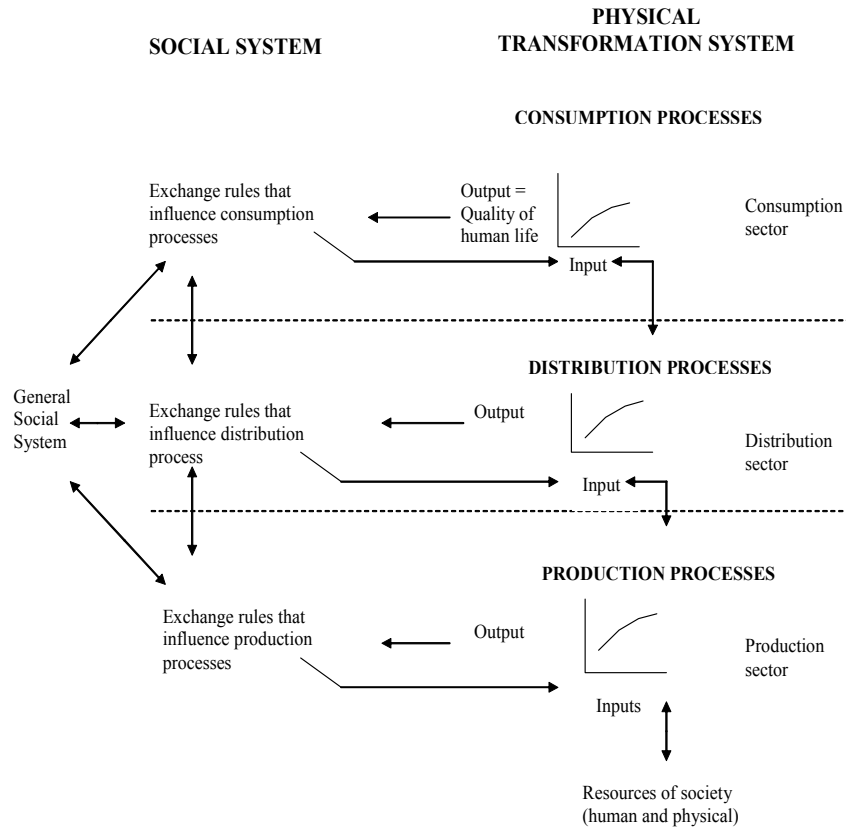 PHYSICAL
SOCIAL SYSTEM
TRANSFORMATION SYSTEM
CONSUMPTION PROCESSES
Exchange rules that
influence consumption
processes
Output =
Quality of
human life
Consumption
sector
Input
DISTRIBUTION PROCESSES
General
Social
System
Exchange rules that
influence distribution
process
Output
Distribution
sector
Input
PRODUCTION PROCESSES
Exchange rules that
influence production
processes
Output
Production
sector
Inputs
Resources of society
(human and physical)